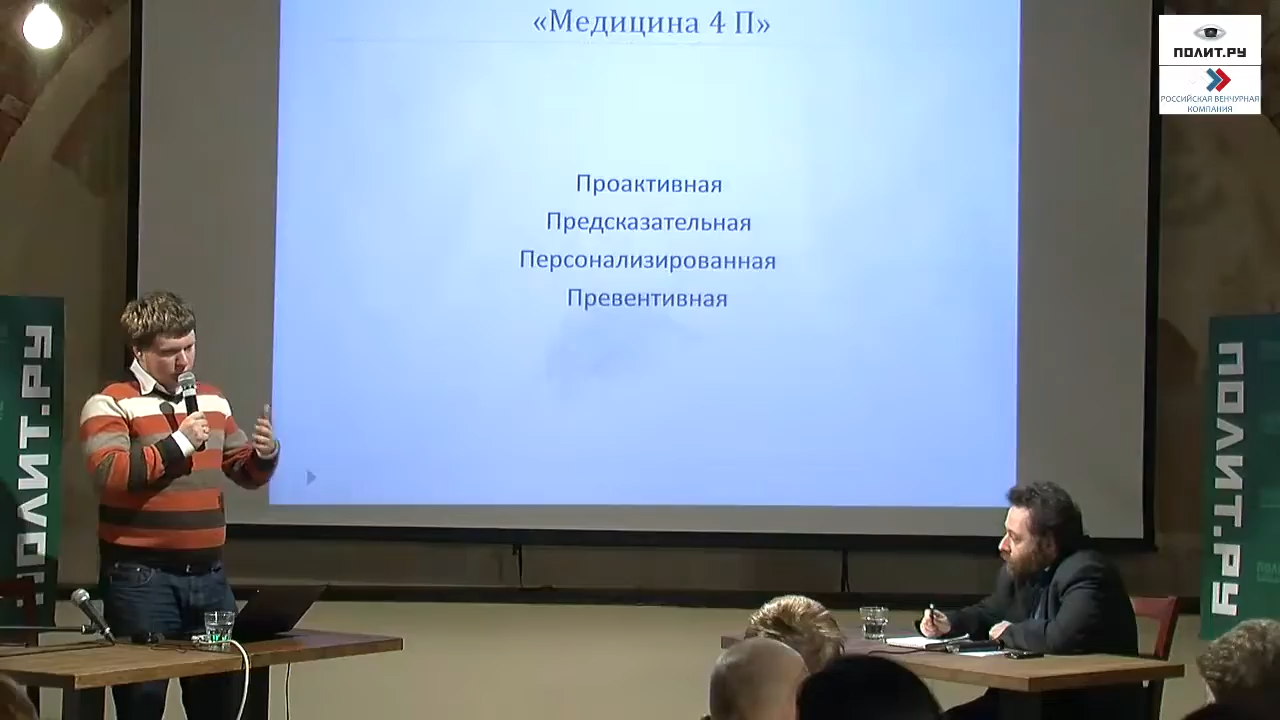 «Медицина 4 П»
Проактивная
Предсказательная
Персонализированная
Превентивная
ПОЛИТ.РУ
РОССИЙСКАЯ ВЕНЧУРНАЯ
КОМПАНИЯ
ПОЛИТ.РУ
ПОЛИТ.РУ